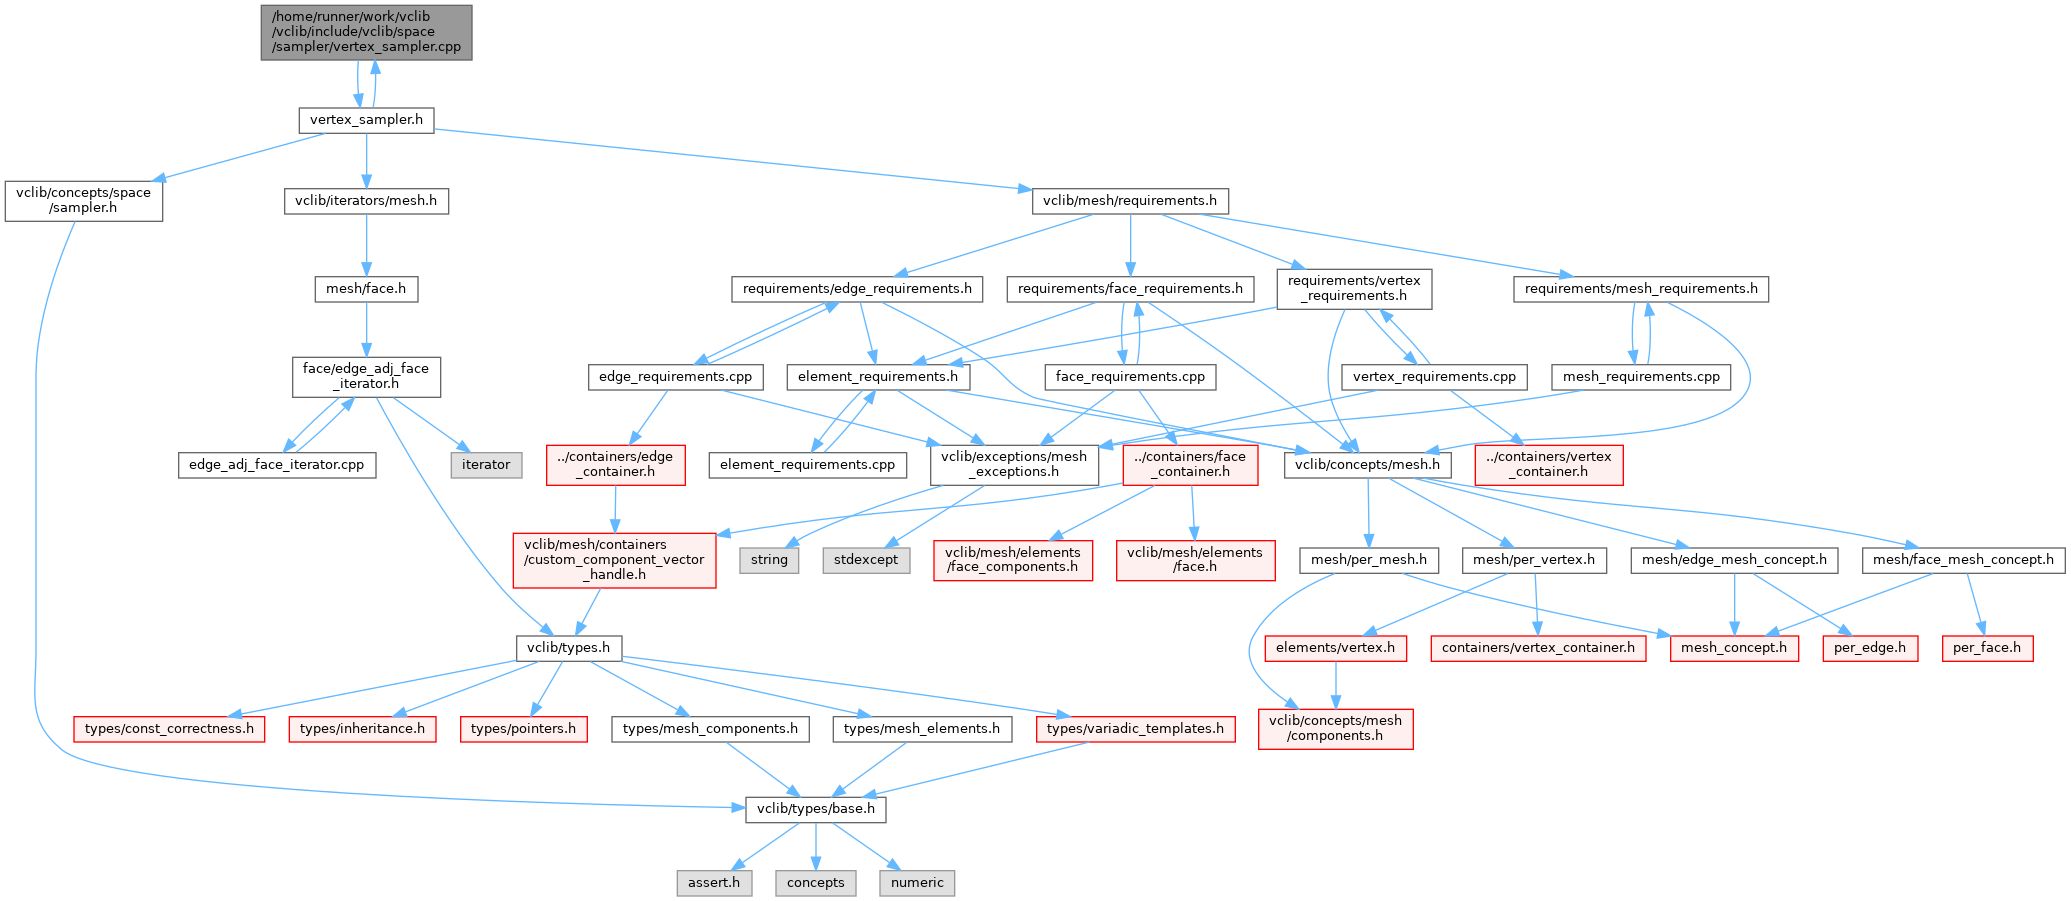 /home/runner/work/vclib
/vclib/include/vclib/space
/sampler/vertex_sampler.cpp
vertex_sampler.h
vclib/concepts/space
/sampler.h
vclib/iterators/mesh.h
vclib/mesh/requirements.h
mesh/face.h
requirements/edge_requirements.h
requirements/face_requirements.h
requirements/vertex
_requirements.h
requirements/mesh_requirements.h
face/edge_adj_face
_iterator.h
edge_requirements.cpp
element_requirements.h
face_requirements.cpp
vertex_requirements.cpp
mesh_requirements.cpp
edge_adj_face_iterator.cpp
iterator
../containers/edge
_container.h
element_requirements.cpp
vclib/exceptions/mesh
_exceptions.h
../containers/face
_container.h
vclib/concepts/mesh.h
../containers/vertex
_container.h
vclib/mesh/containers
/custom_component_vector
_handle.h
string
stdexcept
vclib/mesh/elements
/face_components.h
vclib/mesh/elements
/face.h
mesh/per_mesh.h
mesh/per_vertex.h
mesh/edge_mesh_concept.h
mesh/face_mesh_concept.h
vclib/types.h
elements/vertex.h
containers/vertex_container.h
mesh_concept.h
per_edge.h
per_face.h
types/const_correctness.h
types/inheritance.h
types/pointers.h
types/mesh_components.h
types/mesh_elements.h
types/variadic_templates.h
vclib/concepts/mesh
/components.h
vclib/types/base.h
assert.h
concepts
numeric